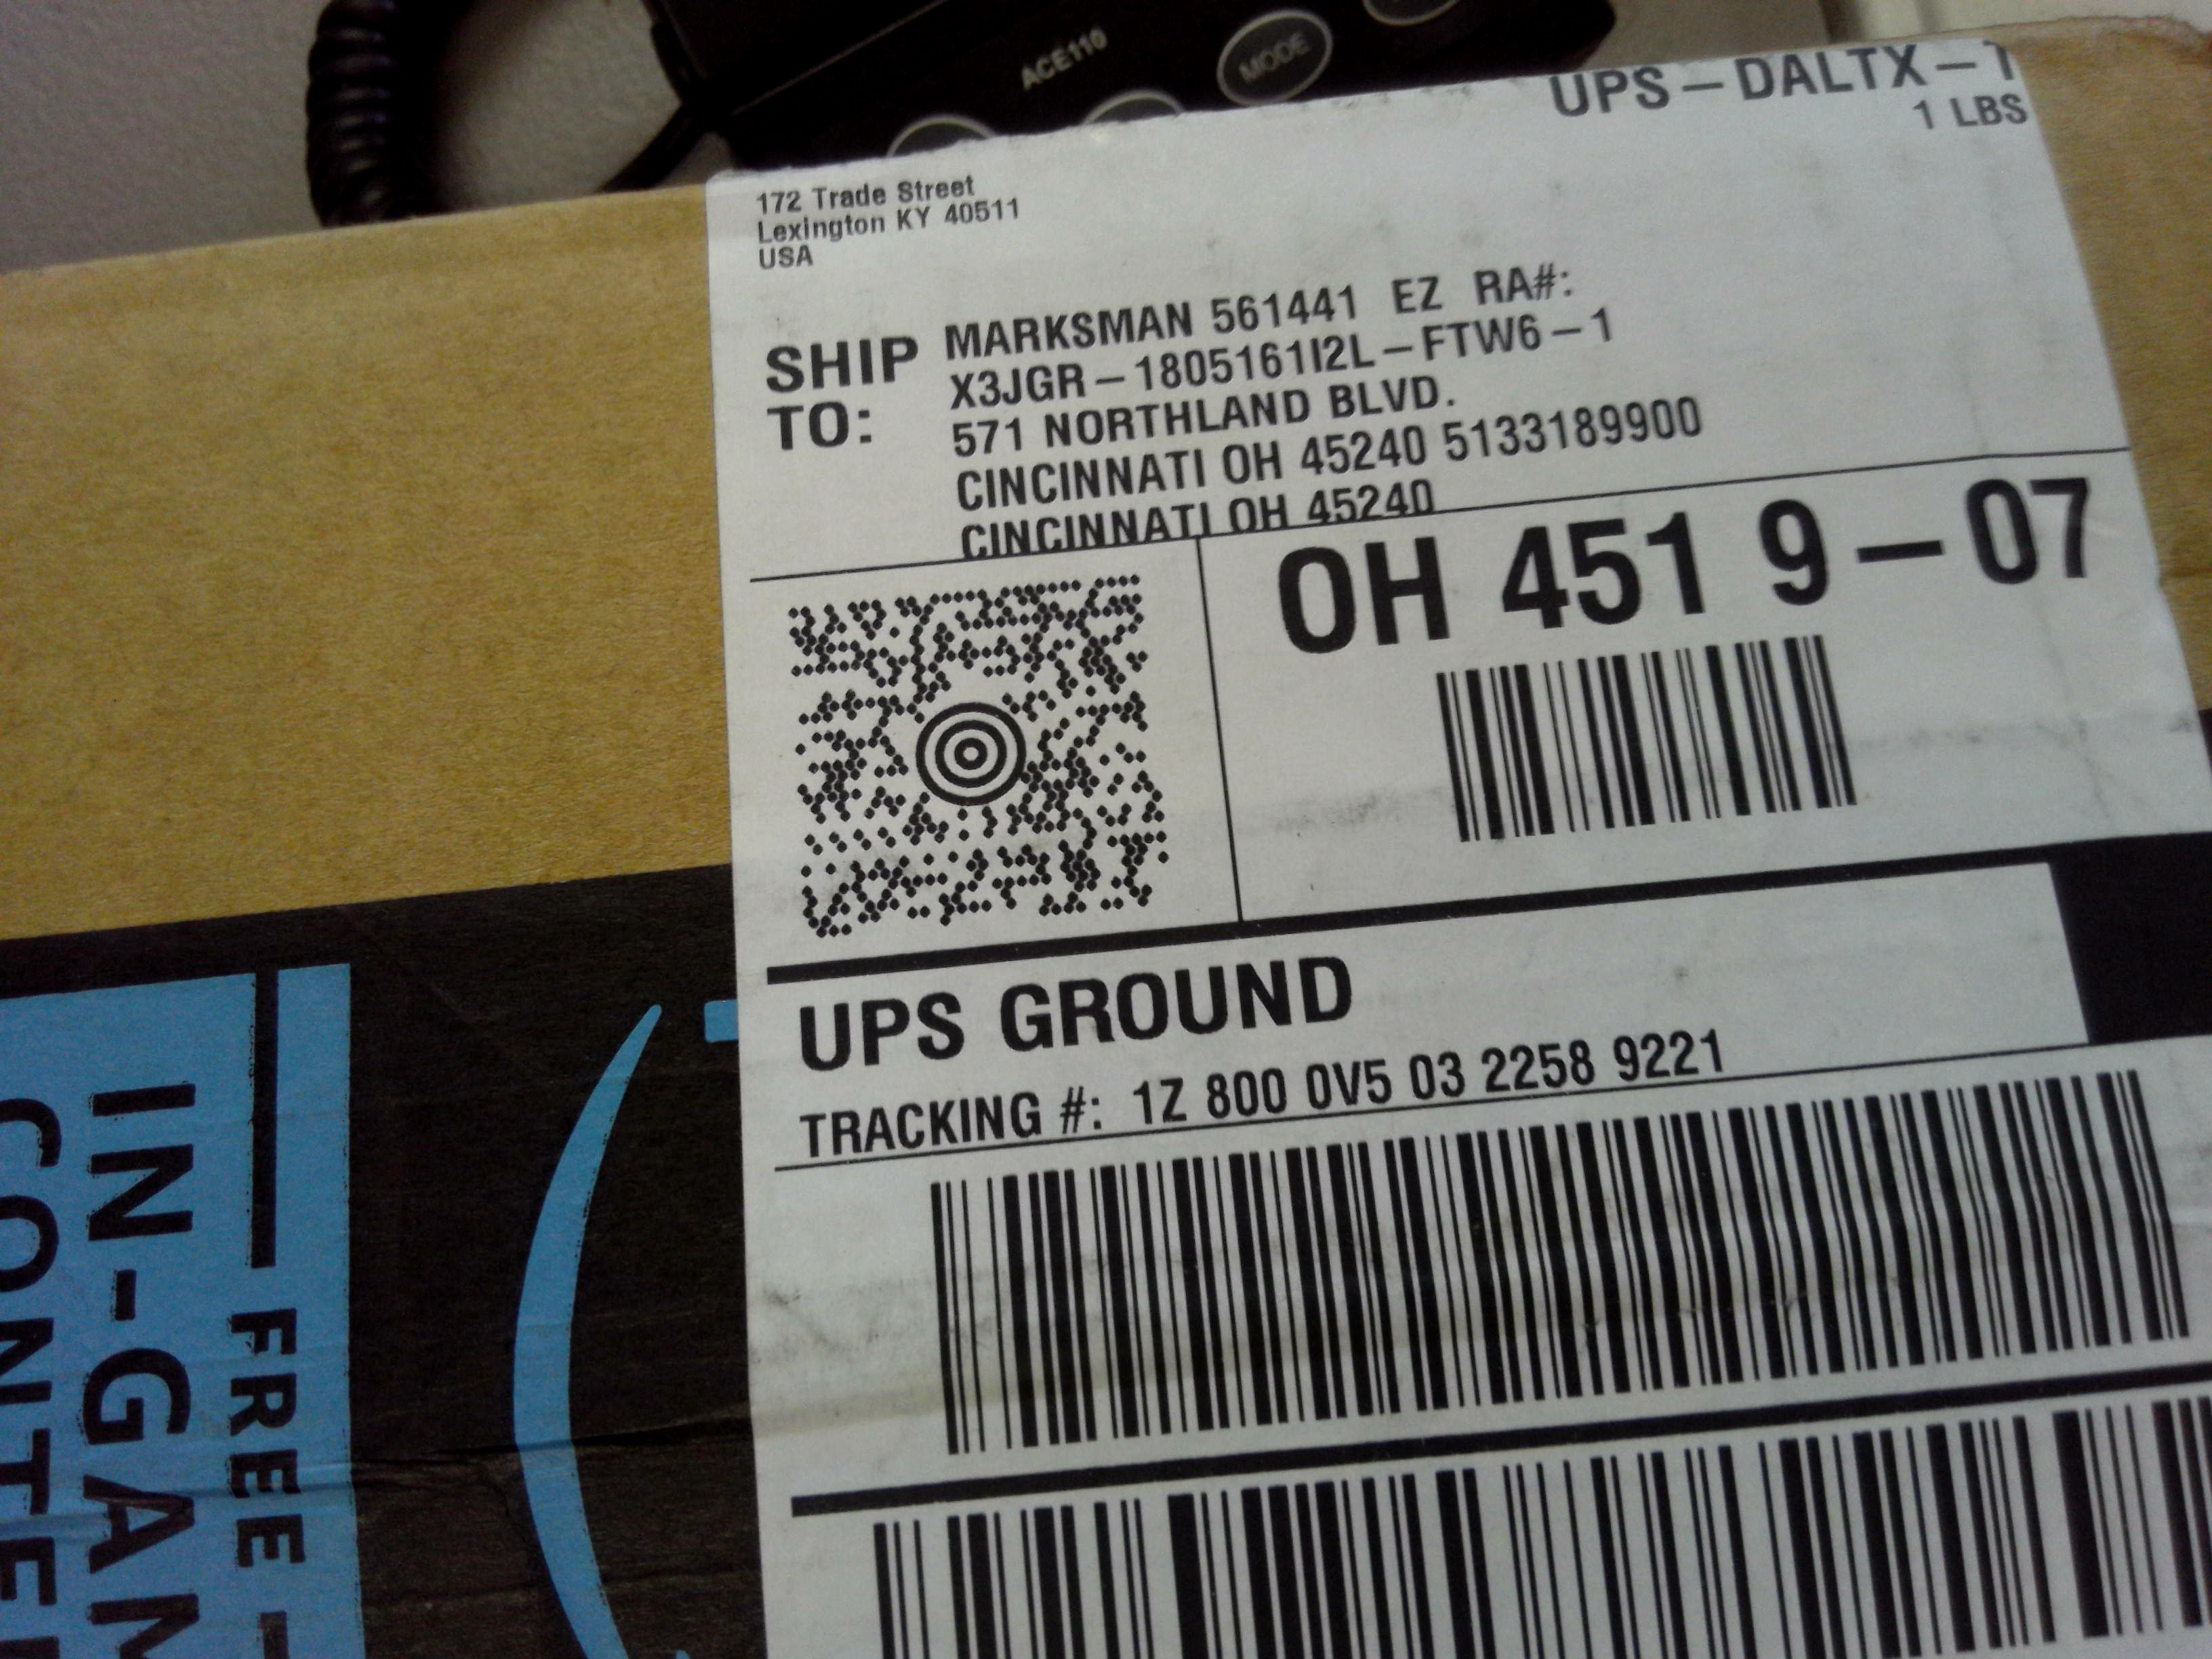 ACE110
MODE
UPS – DALTX – 1
1 LBS
172 Trade Street
Lexington KY 40511
USA
SHIP TO:
MARKSMAN 561441 EZ RA#:
X3JGR – 1805161I2L – FTW6 – 1
571 NORTHLAND BLVD.
CINCINNATI OH 45240 5133189900
CINCINNATI OH 45240
OH 451 9 – 07
UPS GROUND
TRACKING #: 1Z 800 0V5 03 2258 9221
FREE
IN-GAM
CONTE